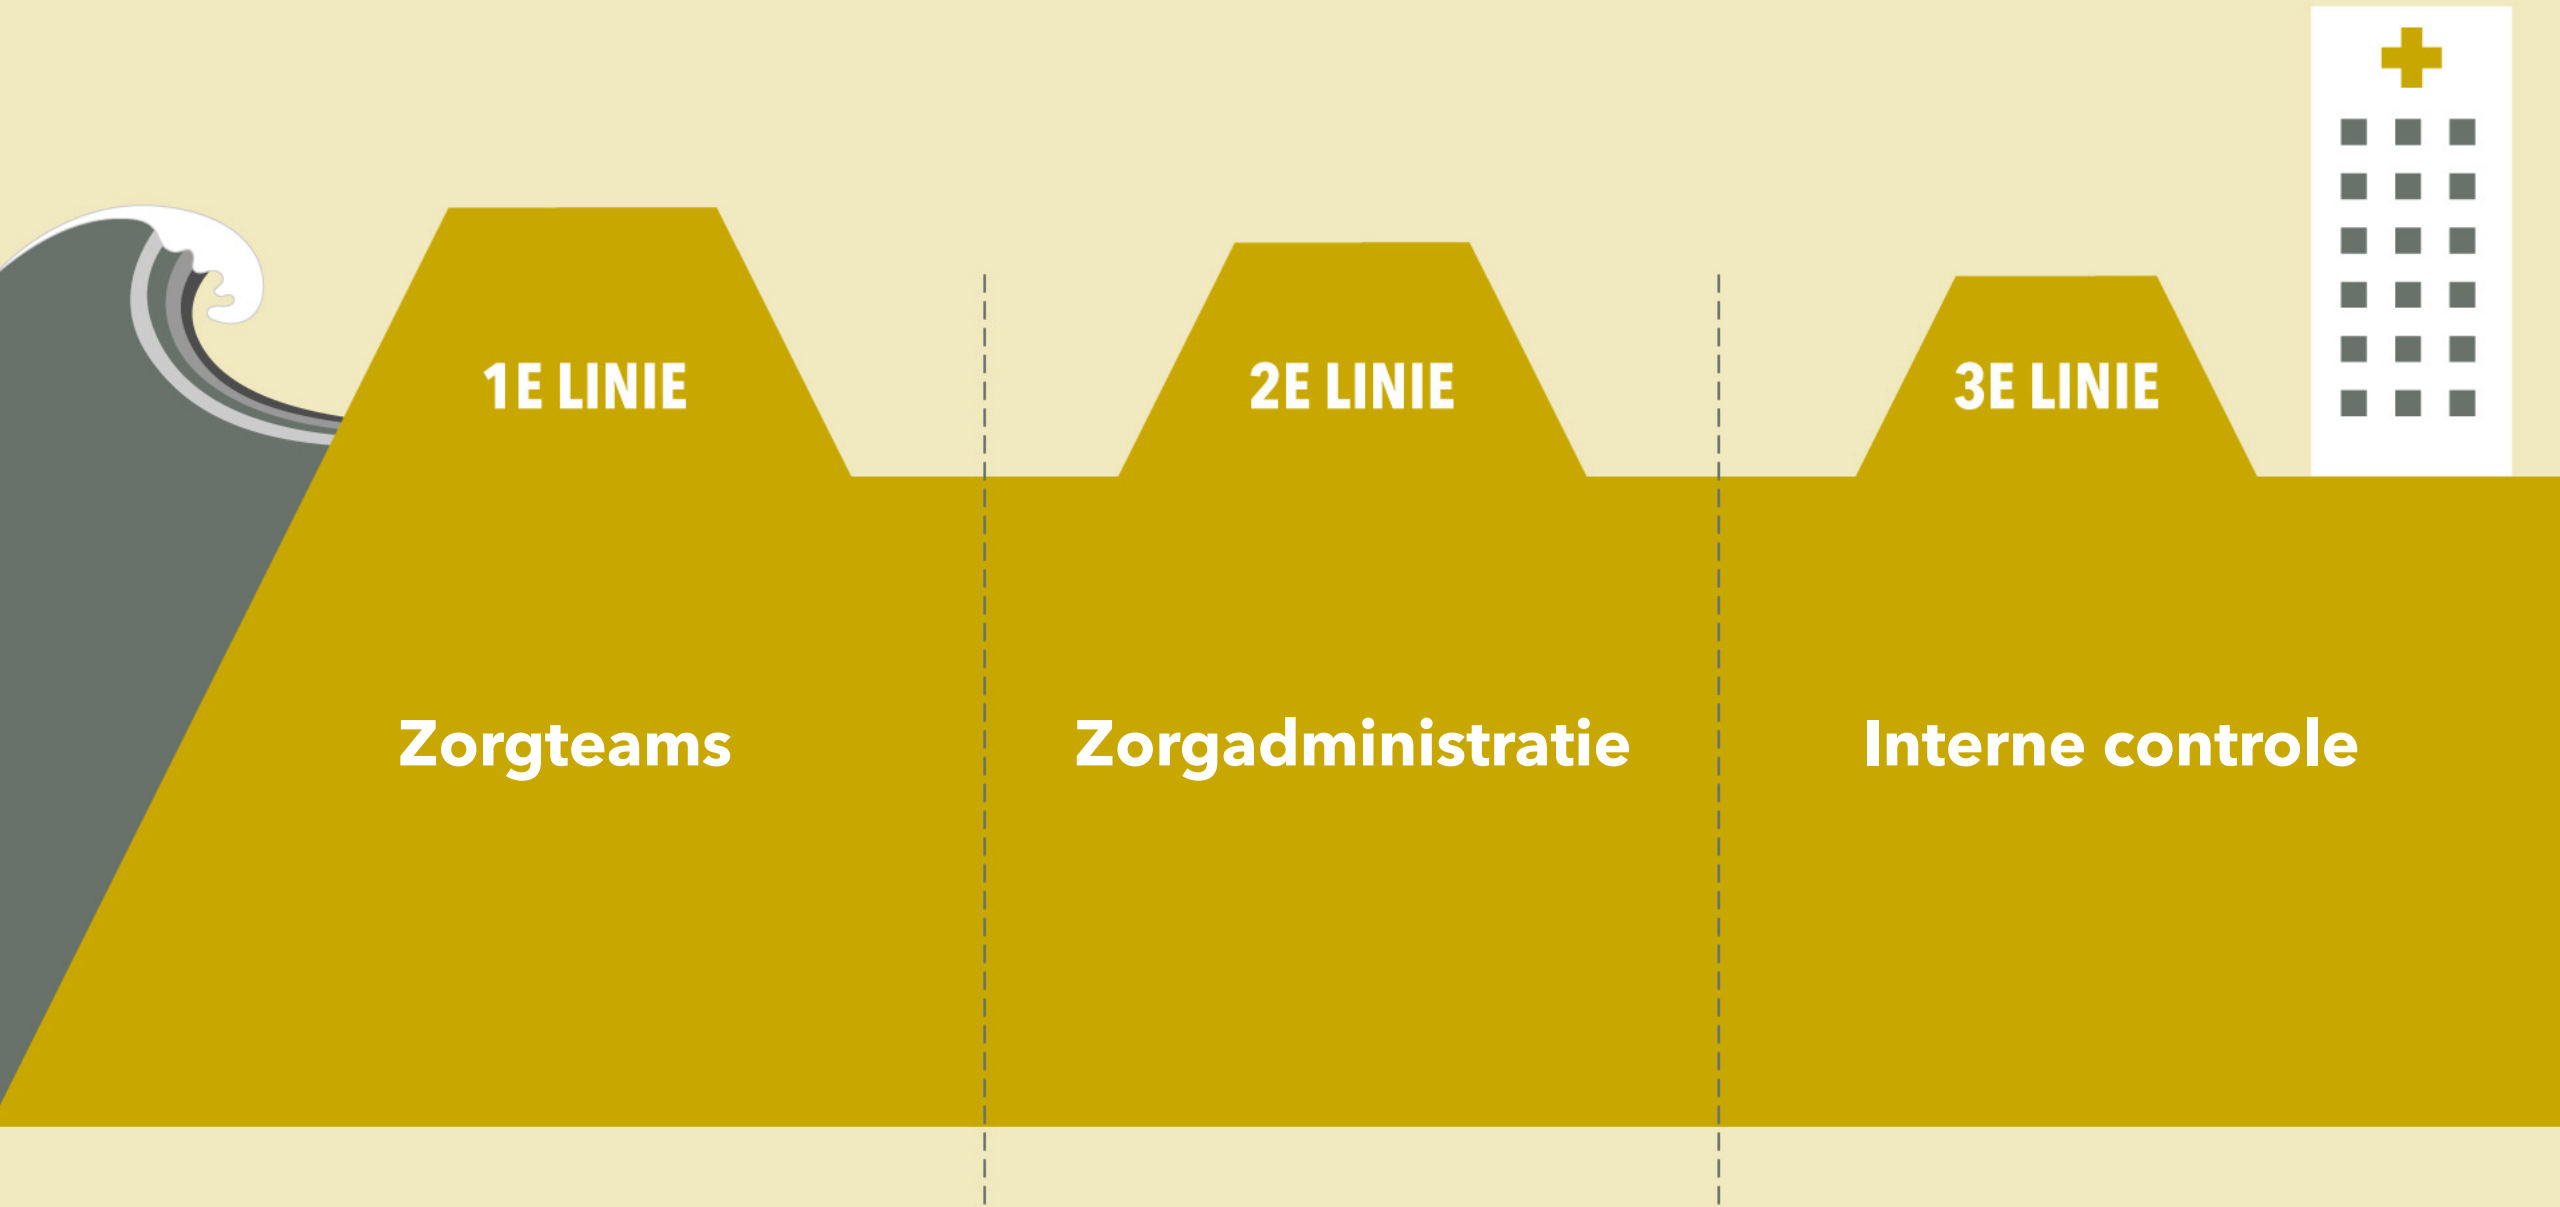 1E LINIE
2E LINIE
3E LINIE
Zorgteams
Zorgadministratie
Interne controle